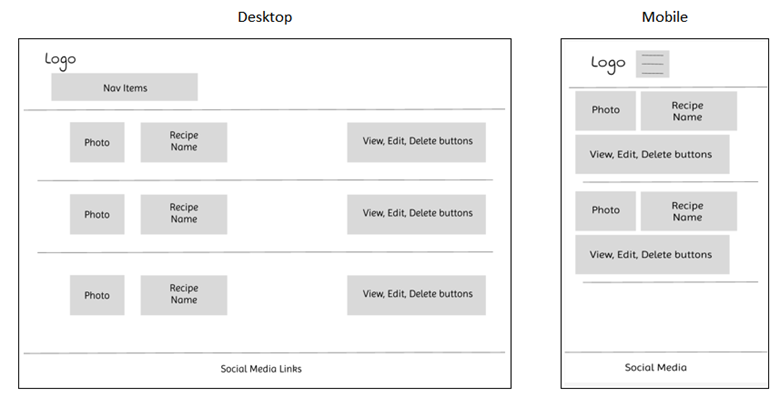 Desktop
Logo
Nav Items
Photo
Recipe
Name
View, Edit, Delete buttons
Photo
Recipe
Name
View, Edit, Delete buttons
Photo
Recipe
Name
View, Edit, Delete buttons
Social Media Links
Mobile
Logo
Photo
Recipe
Name
View, Edit, Delete buttons
Photo
Recipe
Name
View, Edit, Delete buttons
Social Media